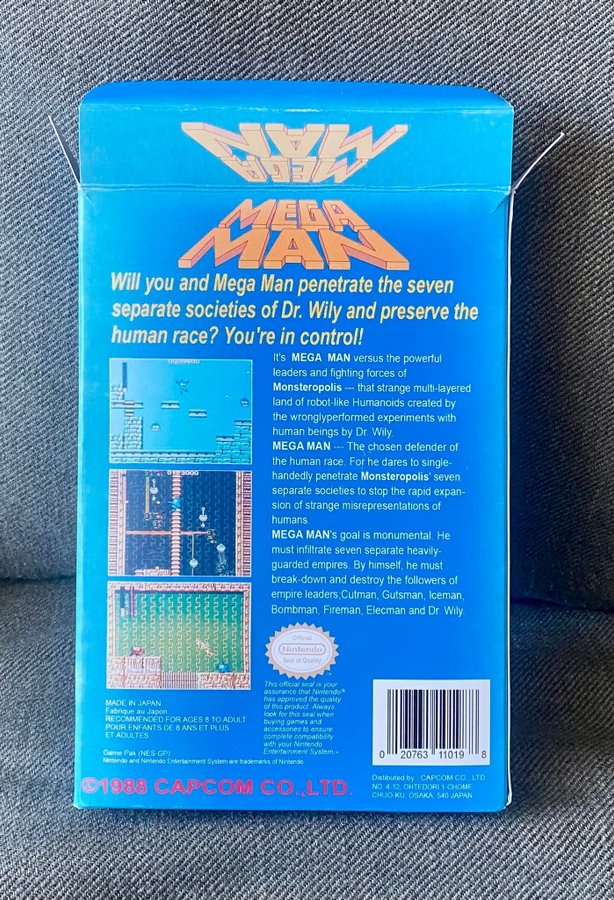 MEGA
MAN
MEGA
MAN
Will you and Mega Man penetrate the seven
separate societies of Dr. Wily and preserve the
human race? You're in control!
It's MEGA MAN versus the powerful
leaders and fighting forces of
Monsteropolis --- that strange multi-layered
land of robot-like Humanoids created by
the wronglyperformed experiments with
human beings by Dr. Wily.
MEGA MAN --- The chosen defender of
the human race. For he dares to single-
handedly penetrate Monsteropolis' seven
separate societies to stop the rapid expan-
sion of strange misrepresentations of
humans.
MEGA MAN's goal is monumental. He
must infiltrate seven separate heavily-
guarded empires. By himself, he must
break-down and destroy the followers of
empire leaders;Cutman, Gutsman, Iceman,
Bombman, Fireman, Elecman and Dr. Wily.
Official
Nintendo
Seal of Quality
This official seal is your
assurance that Nintendo®
has approved the quality
of this product. Always
look for this seal when
buying games and
accessories to ensure
complete compatibility
with your Nintendo
Entertainment System.
MADE IN JAPAN
Fabrique au Japon
RECOMMENDED FOR AGES 8 TO ADULT
POUR ENFANTS DE 8 ANS ET PLUS
ET ADULTES
Game Pak (NES-GP)
Nintendo and Nintendo Entertainment System are trademarks of Nintendo
©1988 CAPCOM CO.,LTD.
0 20763 11019 8
Distributed by : CAPCOM CO., LTD.
NO. 4-12, OHTEDORI 1-CHOME,
CHUO-KU, OSAKA, 540 JAPAN